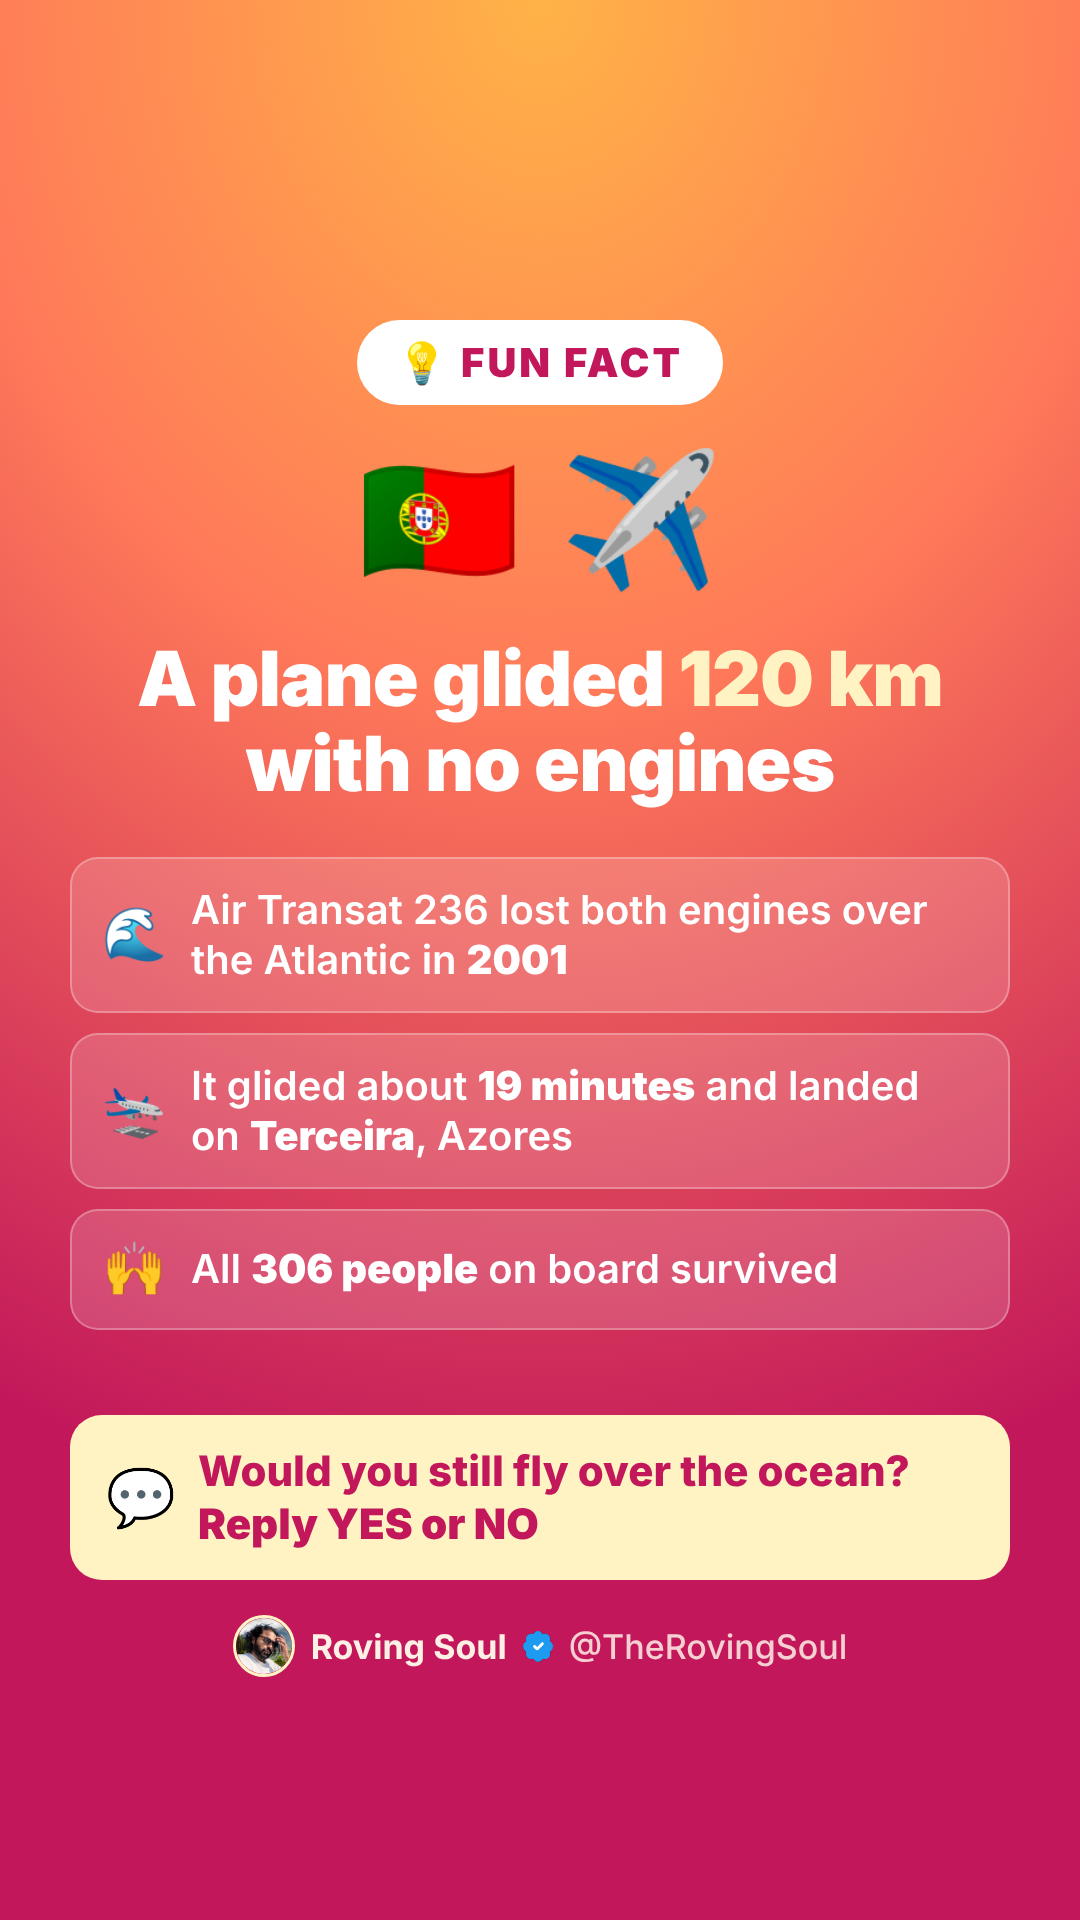 💡 FUN FACT
A plane glided 120 km
with no engines
Air Transat 236 lost both engines over
the Atlantic in 2001
It glided about 19 minutes and landed
on Terceira, Azores
All 306 people on board survived
Would you still fly over the ocean?
Reply YES or NO
Roving Soul @TheRovingSoul